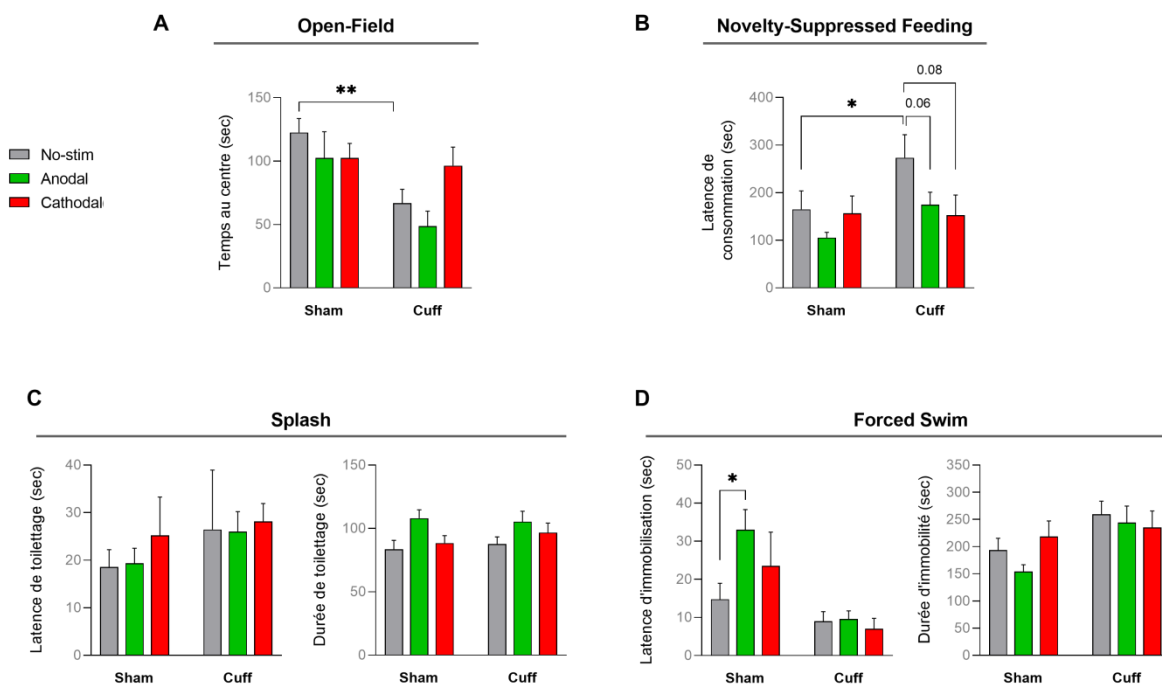 A
Open-Field
B
Novelty-Suppressed Feeding
No-stim
Anodal
Cathodal
Temps au centre (sec)
150
100
50
0
**
Sham
Cuff
Latence de
consommation (sec)
400
300
200
100
0
*
0.08
0.06
Sham
Cuff
C
Splash
Latence de toilettage (sec)
40
30
20
10
0
Sham
Cuff
Durée de toilettage (sec)
150
100
50
0
Sham
Cuff
D
Forced Swim
Latence d'immobilisation (sec)
50
40
30
20
10
0
*
Sham
Cuff
Durée d'immobilité (sec)
350
300
250
200
150
100
50
0
Sham
Cuff